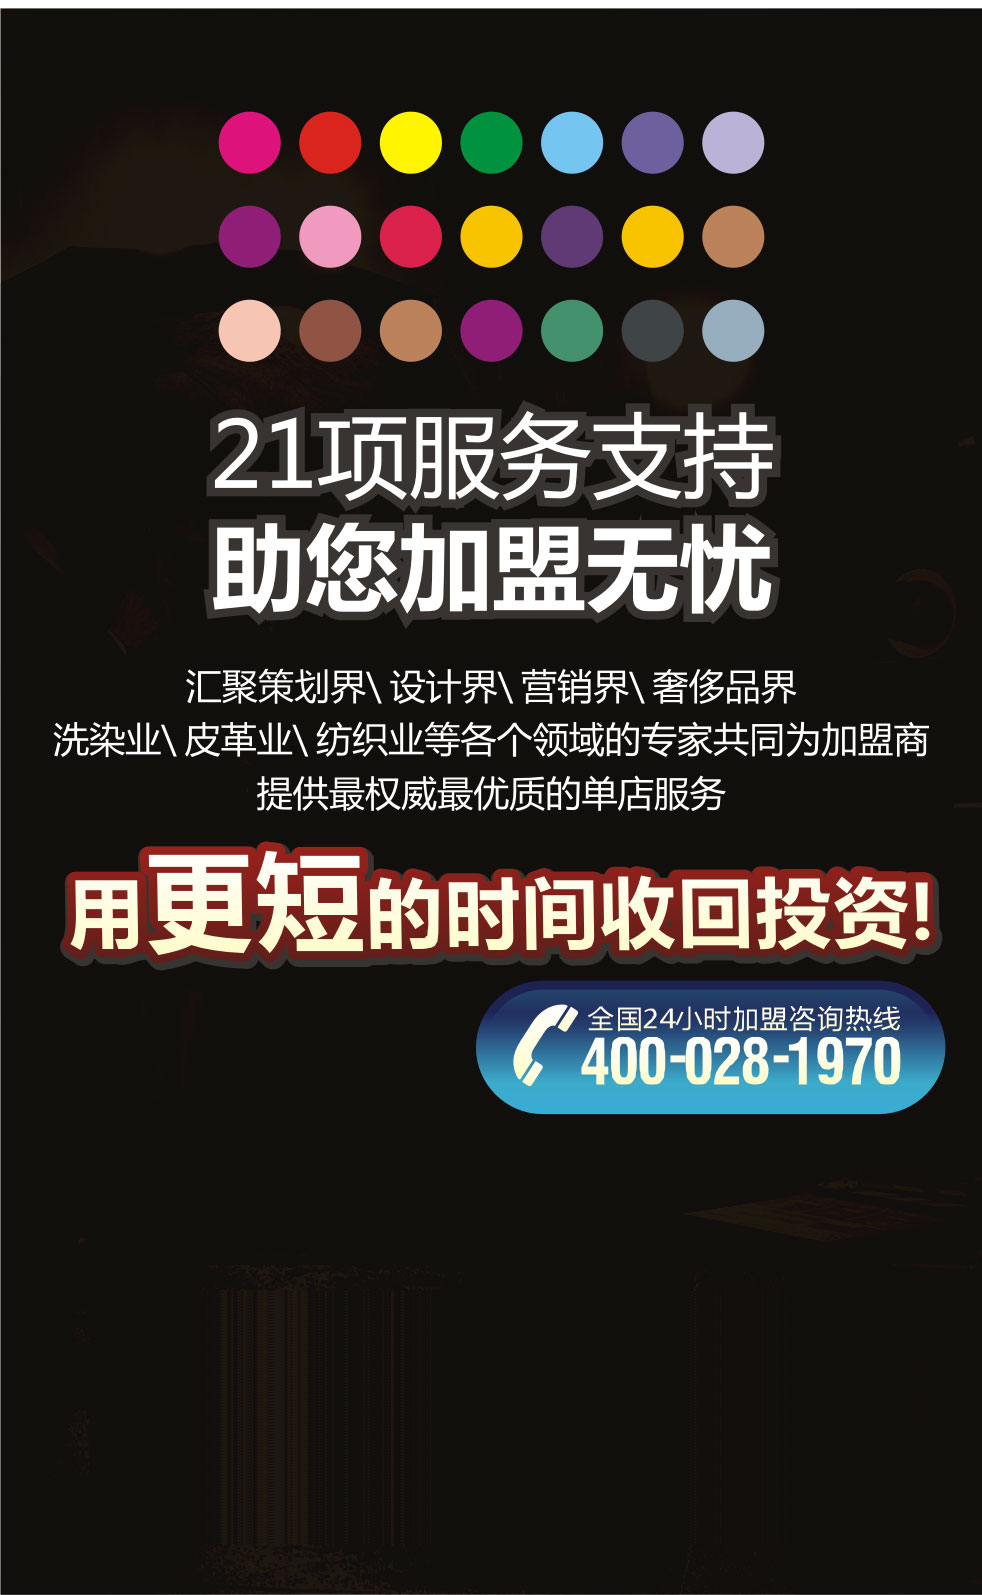 21项服务支持
助您加盟无忧
汇聚策划界\ 设计界\ 营销界\ 奢侈品界
洗染业\ 皮革业\ 纺织业等各个领域的专家共同为加盟商
提供最权威最优质的单店服务
用更短的时间收回投资!
全国24小时加盟咨询热线
400-028-1970